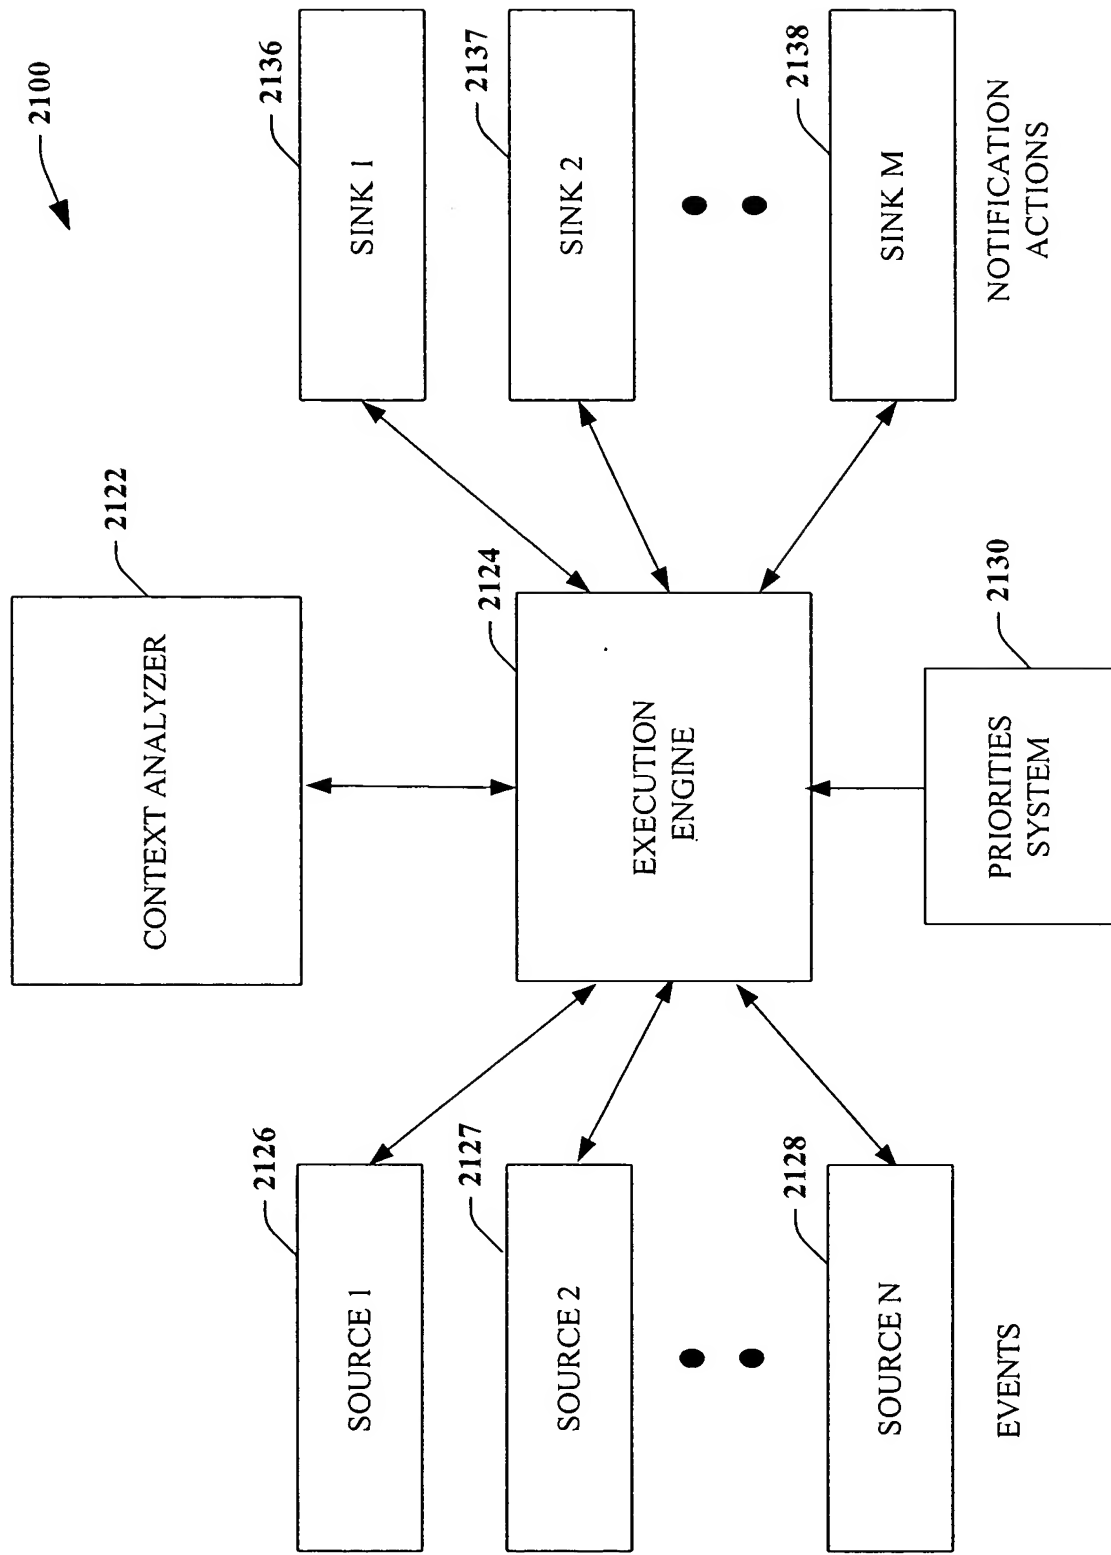 2100
2122
CONTEXT ANALYZER
2126
SOURCE 1
2127
SOURCE 2
2128
SOURCE N
EVENTS
2124
EXECUTION
ENGINE
2130
PRIORITIES
SYSTEM
2136
SINK 1
2137
SINK 2
2138
SINK M
NOTIFICATION
ACTIONS